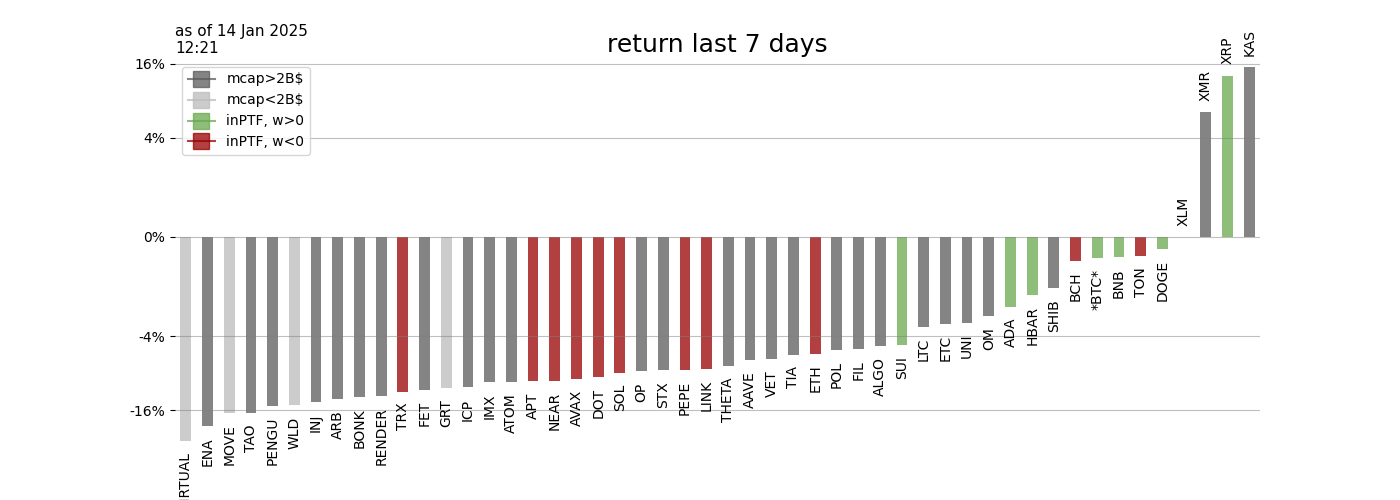 as of 14 Jan 2025
12:21
return last 7 days
mcap>2B$
mcap<2B$
inPTF, w>0
inPTF, w<0
16%
4%
0%
-4%
-16%
RTUAL
ENA
MOVE
TAO
PENGU
WLD
INJ
ARB
BONK
RENDER
TRX
FET
GRT
ICP
IMX
ATOM
APT
NEAR
AVAX
DOT
SOL
OP
STX
PEPE
LINK
THETA
AAVE
VET
TIA
ETH
POL
FIL
ALGO
SUI
LTC
ETC
UNI
OM
ADA
HBAR
SHIB
BCH
*BTC*
BNB
TON
DOGE
XLM
XMR
XRP
KAS